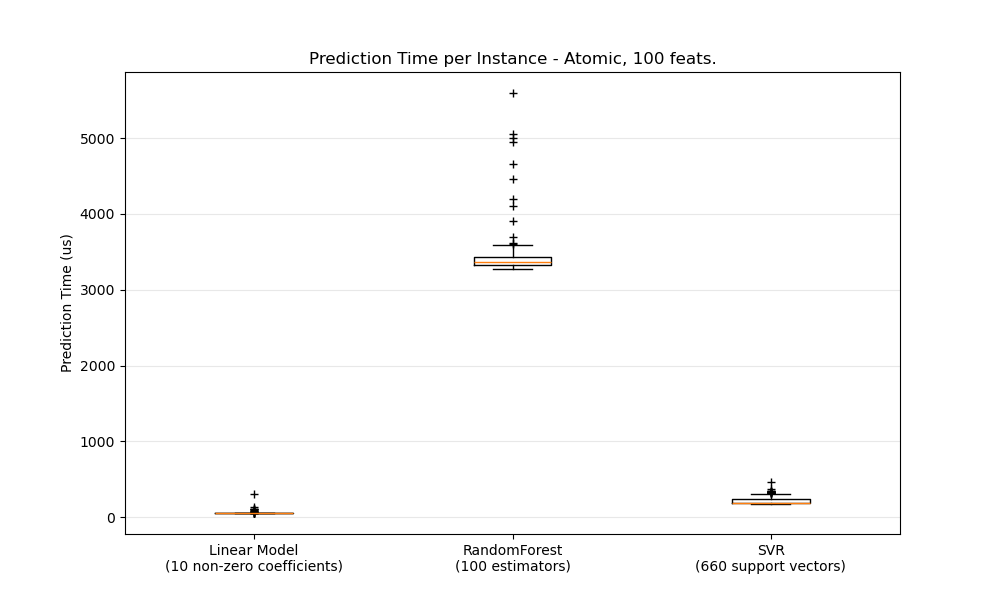 Prediction Time per Instance - Atomic, 100 feats.
Prediction Time (us)
5000
4000
3000
2000
1000
0
Linear Model
(10 non-zero coefficients)
RandomForest
(100 estimators)
SVR
(660 support vectors)